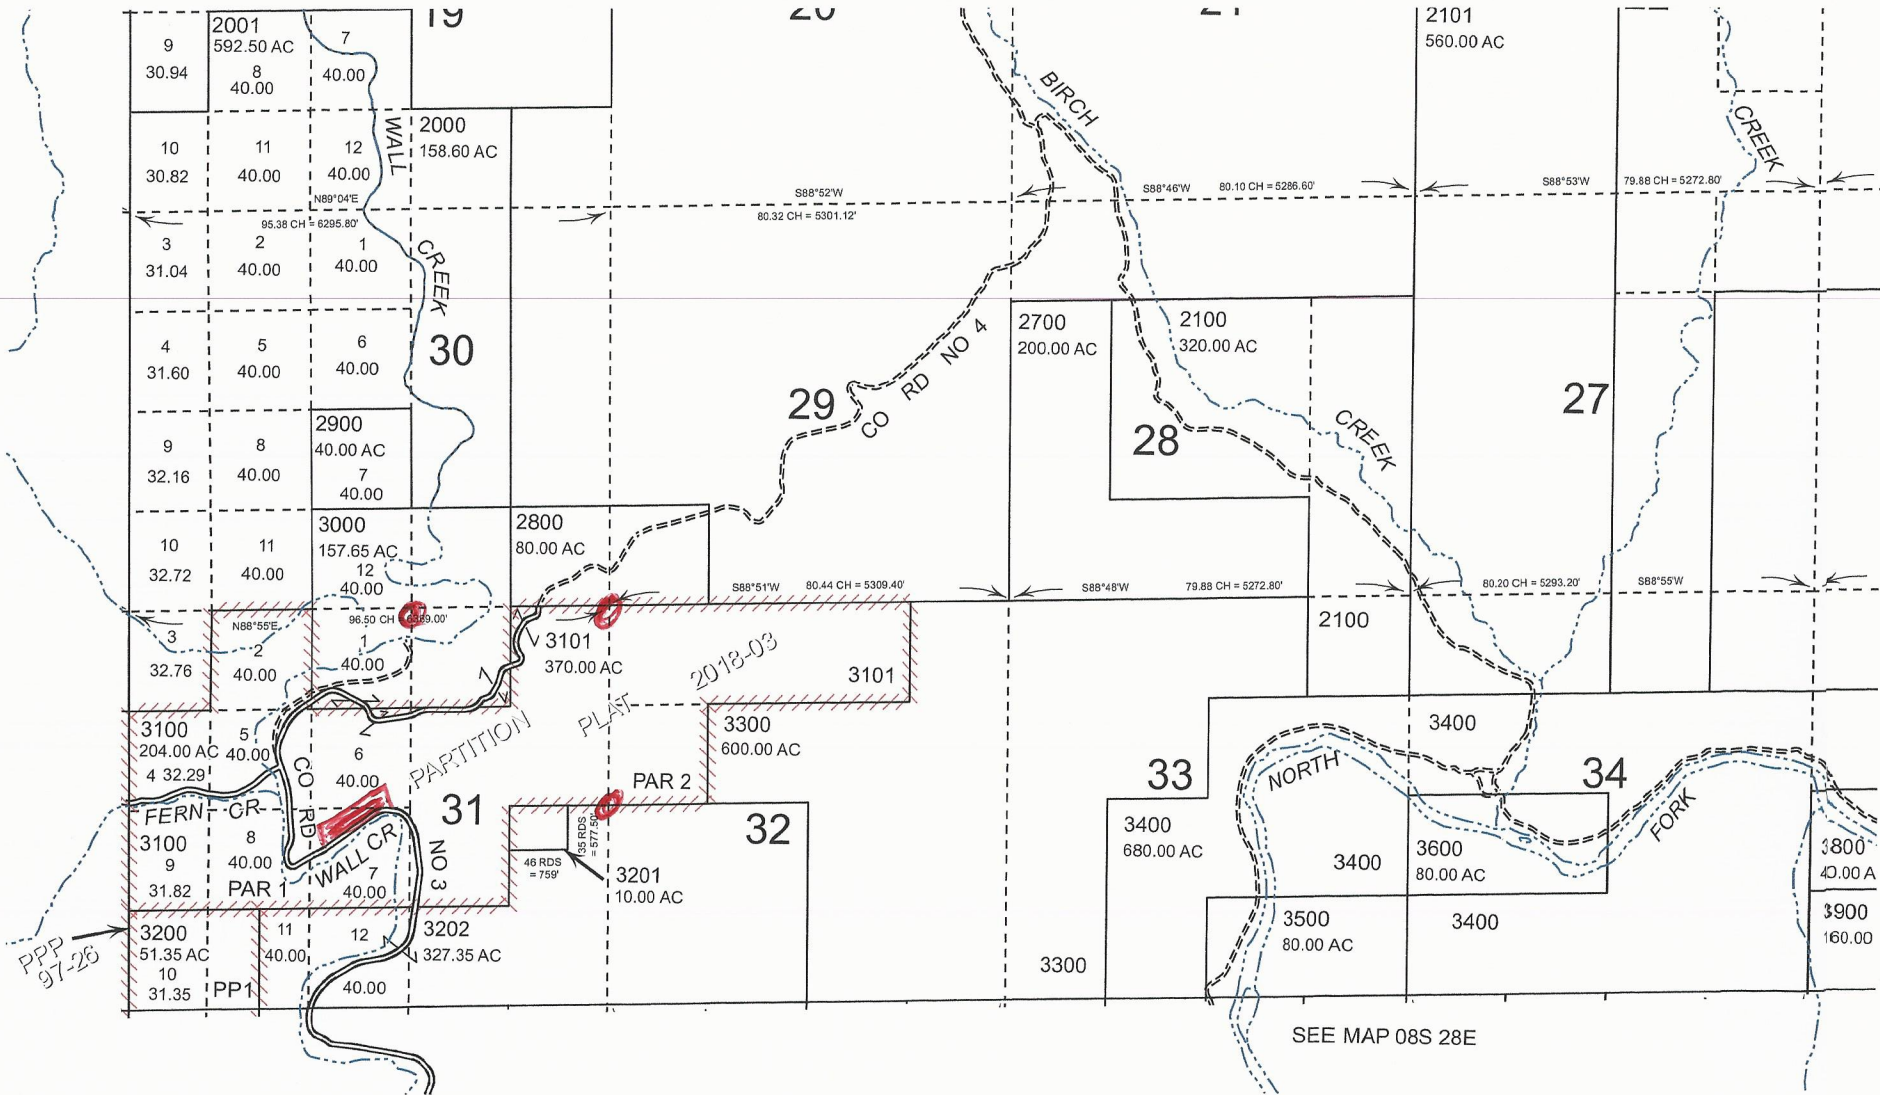 19
20
21
2101
560.00 AC
2001
592.50 AC
9
30.94
8
40.00
7
40.00
WALL
CREEK
BIRCH
CREEK
CREEK
2000
158.60 AC
10
30.82
11
40.00
12
40.00
N89°04'E
95.38 CH = 6295.80'
S88°52'W
80.32 CH = 5301.12'
S88°46'W
80.10 CH = 5286.60'
S88°53'W
79.88 CH = 5272.80'
3
31.04
2
40.00
1
40.00
4
31.60
5
40.00
6
40.00
30
29
CO RD NO 4
2700
200.00 AC
2100
320.00 AC
28
27
2900
40.00 AC
9
32.16
8
40.00
7
40.00
3000
157.65 AC
10
32.72
11
40.00
12
40.00
2800
80.00 AC
S88°51'W
80.44 CH = 5309.40'
S88°48'W
79.88 CH = 5272.80'
80.20 CH = 5293.20'
S88°55'W
N88°55'E
3
32.76
2
40.00
1
40.00
3101
370.00 AC
3101
2100
PARTITION PLAT 2018-03
3100
204.00 AC
4 32.29
5
40.00
6
40.00
CO RD NO 3
FERN CR
WALL CR
PAR 2
3300
600.00 AC
31
32
33
34
3400
NORTH FORK
3100
9
31.82
8
40.00
PAR 1
7
40.00
46 RDS
= 759'
35 RDS
= 577.50'
3201
10.00 AC
3400
680.00 AC
3400
3600
80.00 AC
3800
40.00 A
PPP
97-26
3200
51.35 AC
10
31.35
PP1
11
40.00
12
40.00
3202
327.35 AC
3300
3500
80.00 AC
3400
3900
160.00
SEE MAP 08S 28E